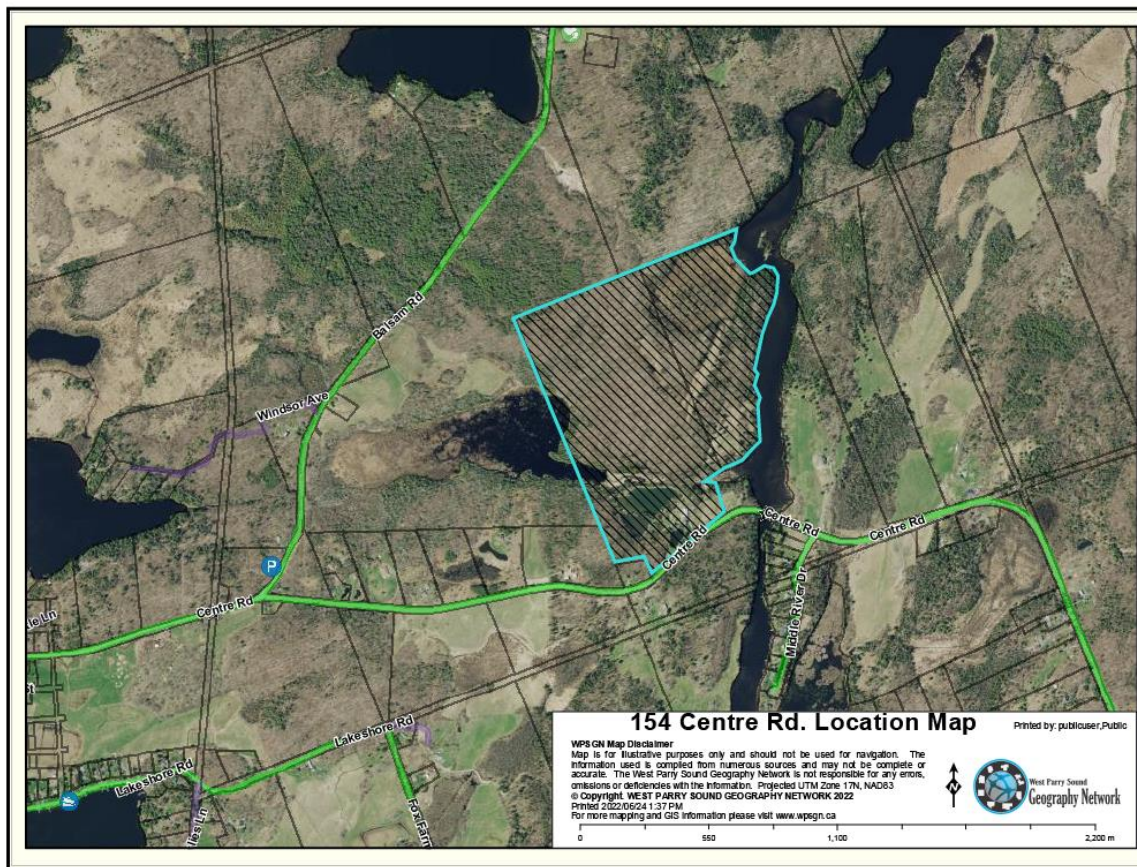 Balsam Rd
Windsor Ave
P
Centre Rd
Centre Rd
Centre Rd
Centre Rd
Middle River Dr
Lakeshore Rd
Lakeshore Rd
Fox Farm
154 Centre Rd. Location Map
Printed by: publicuser,Public
WPSGN Map Disclaimer
Map is for illustrative purposes only and should not be used for navigation. The
information used is compiled from numerous sources and may not be complete or
accurate. The West Parry Sound Geography Network is not responsible for any errors,
omissions or deficiencies with the information. Projected UTM Zone 17N, NAD83
© Copyright. WEST PARRY SOUND GEOGRAPHY NETWORK 2022
Printed 2022/06/24 1:37 PM
For more mapping and GIS information please visit www.wpsgn.ca
N
West Parry Sound
Geography Network
0 550 1,100 2,200 m